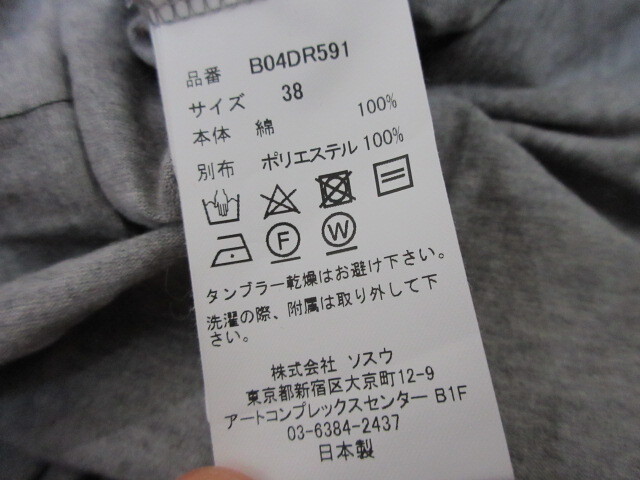 品番 B04DR591
サイズ 38
本体 綿 100%
別布 ポリエステル 100%
F W
タンブラー乾燥はお避け下さい。
洗濯の際、附属は取り外して下
さい。
株式会社 ソスウ
東京都新宿区大京町12-9
アートコンプレックスセンター B1F
03-6384-2437
日本製